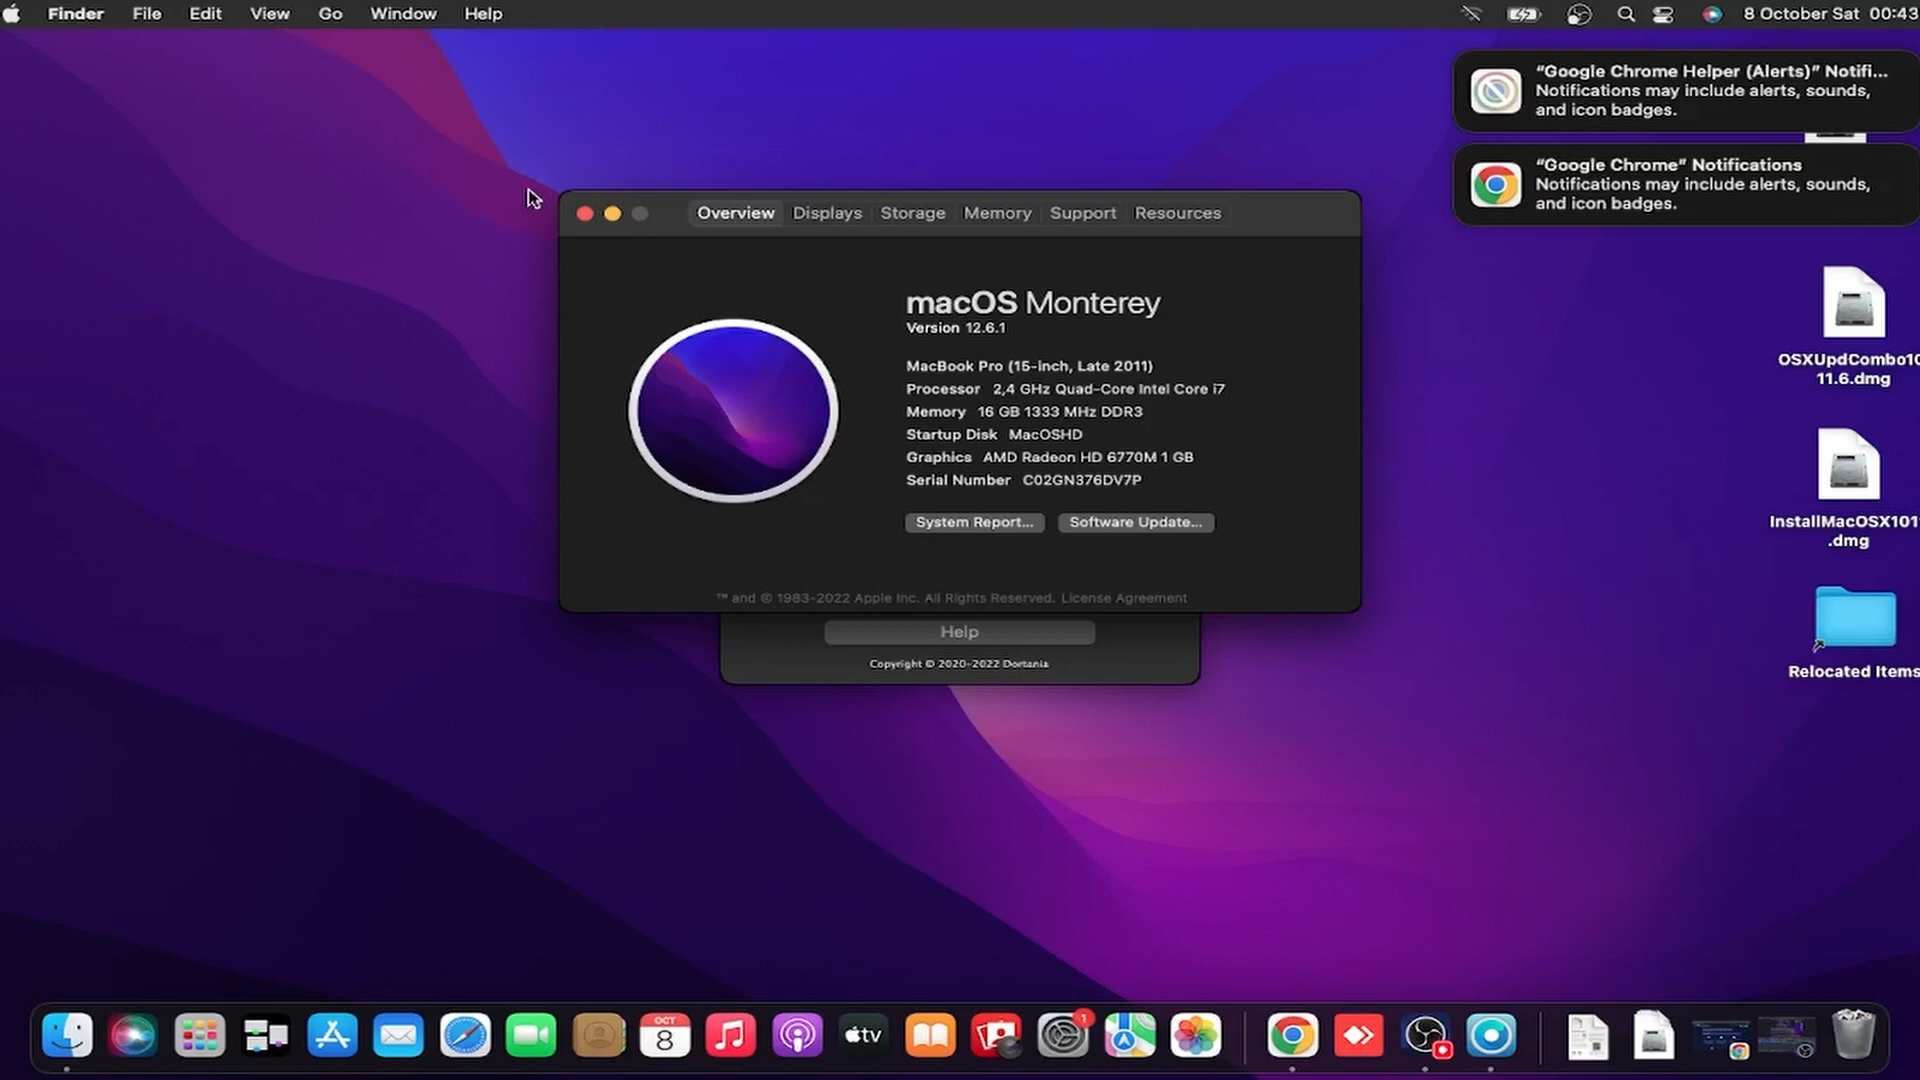 Finder File Edit View Go Window Help
8 October Sat 00:43
“Google Chrome Helper (Alerts)” Notifi...
Notifications may include alerts, sounds,
and icon badges.
“Google Chrome” Notifications
Notifications may include alerts, sounds,
and icon badges.
Overview Displays Storage Memory Support Resources
macOS Monterey
Version 12.6.1
MacBook Pro (15-inch, Late 2011)
Processor 2,4 GHz Quad-Core Intel Core i7
Memory 16 GB 1333 MHz DDR3
Startup Disk MacOSHD
Graphics AMD Radeon HD 6770M 1 GB
Serial Number C02GN376DV7P
System Report... Software Update...
™ and © 1983-2022 Apple Inc. All Rights Reserved. License Agreement
Help
Copyright © 2020-2022 Dortania
OSXUpdCombo10
11.6.dmg
InstallMacOSX101
.dmg
Relocated Items
OCT
8
tv
1